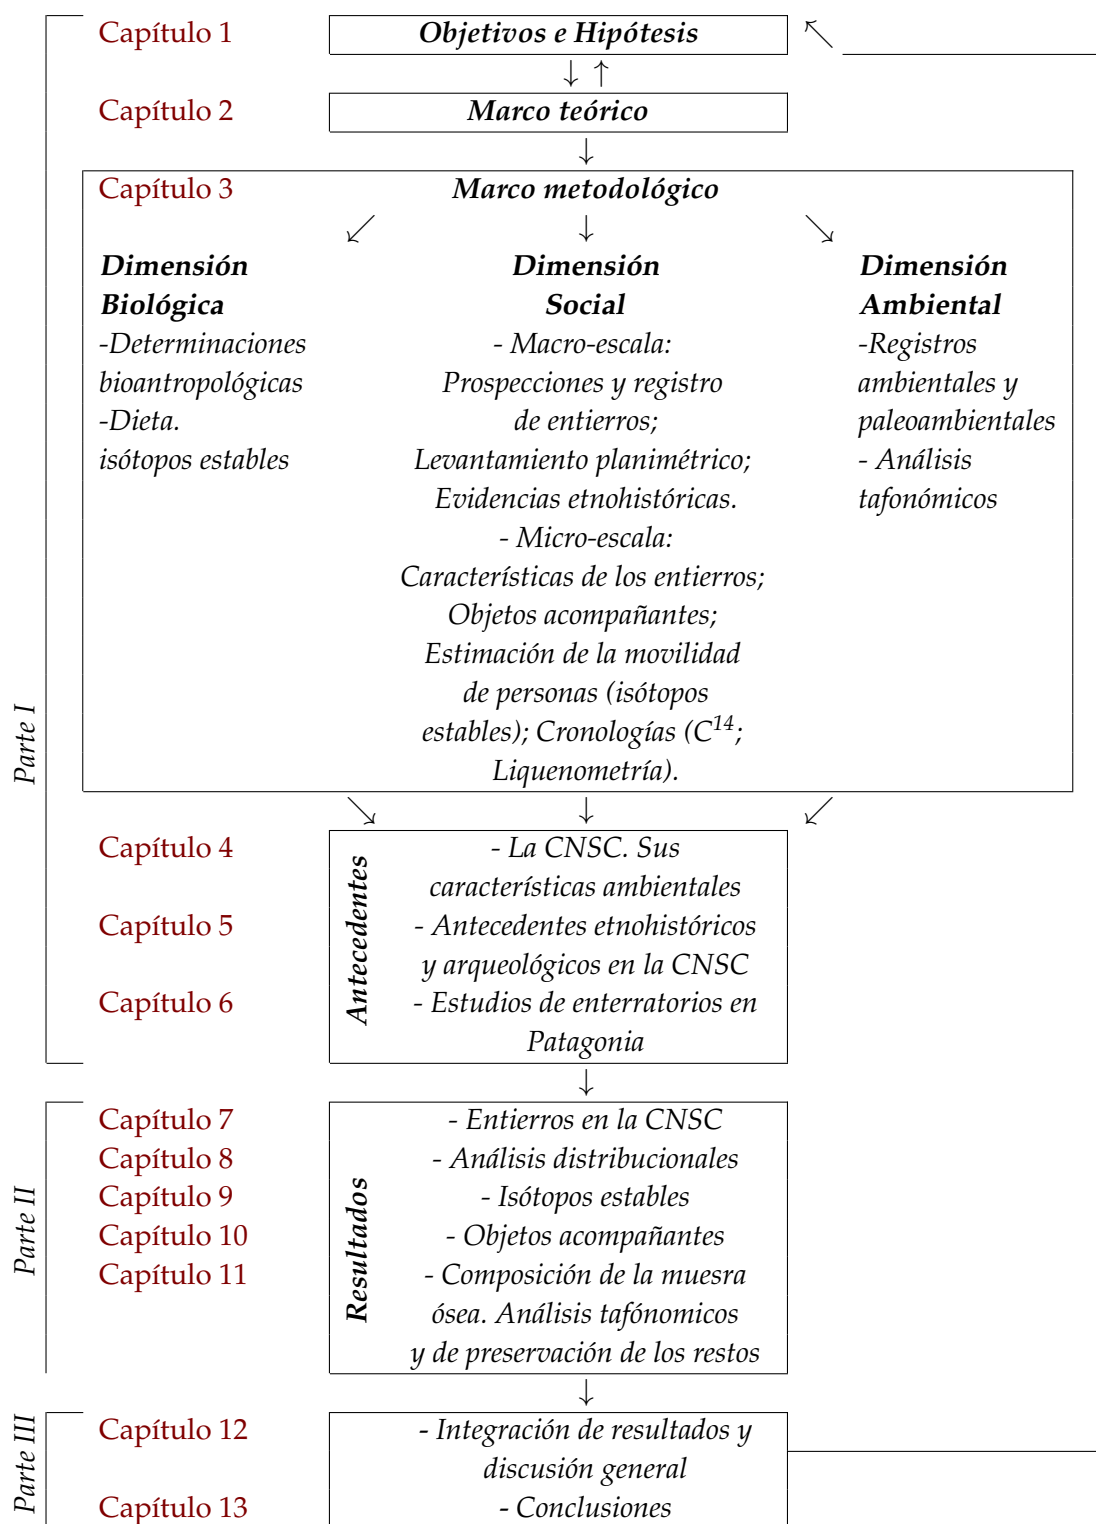 Parte I
Capítulo 1
Objetivos e Hipótesis
↓ ↑
Capítulo 2
Marco teórico
Capítulo 3
Marco metodológico
Dimensión
Biológica
-Determinaciones
bioantropológicas
-Dieta.
isótopos estables
Dimensión
Social
- Macro-escala:
Prospecciones y registro
de entierros;
Levantamiento planimétrico;
Evidencias etnohistóricas.
- Micro-escala:
Características de los entierros;
Objetos acompañantes;
Estimación de la movilidad
de personas (isótopos
estables); Cronologías (C¹⁴;
Liquenometría).
Dimensión
Ambiental
-Registros
ambientales y
paleoambientales
- Análisis
tafonómicos
Antecedentes
Capítulo 4
- La CNSC. Sus
características ambientales
Capítulo 5
- Antecedentes etnohistóricos
y arqueológicos en la CNSC
Capítulo 6
- Estudios de enterratorios en
Patagonia
Parte II
Resultados
Capítulo 7
- Entierros en la CNSC
Capítulo 8
- Análisis distribucionales
Capítulo 9
- Isótopos estables
Capítulo 10
- Objetos acompañantes
Capítulo 11
- Composición de la muesra
ósea. Análisis tafónomicos
y de preservación de los restos
Parte III
Capítulo 12
- Integración de resultados y
discusión general
Capítulo 13
- Conclusiones